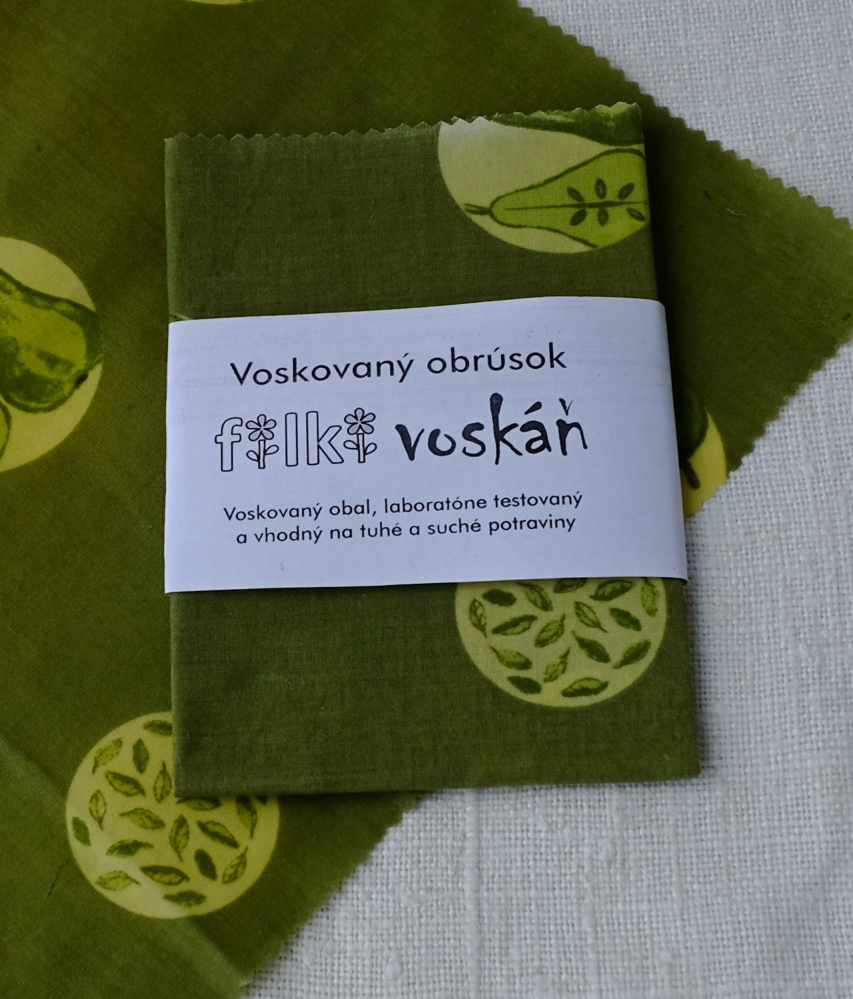 Voskovaný obrúsok
filki voskáň
Voskovaný obal, laboratóne testovaný
a vhodný na tuhé a suché potraviny